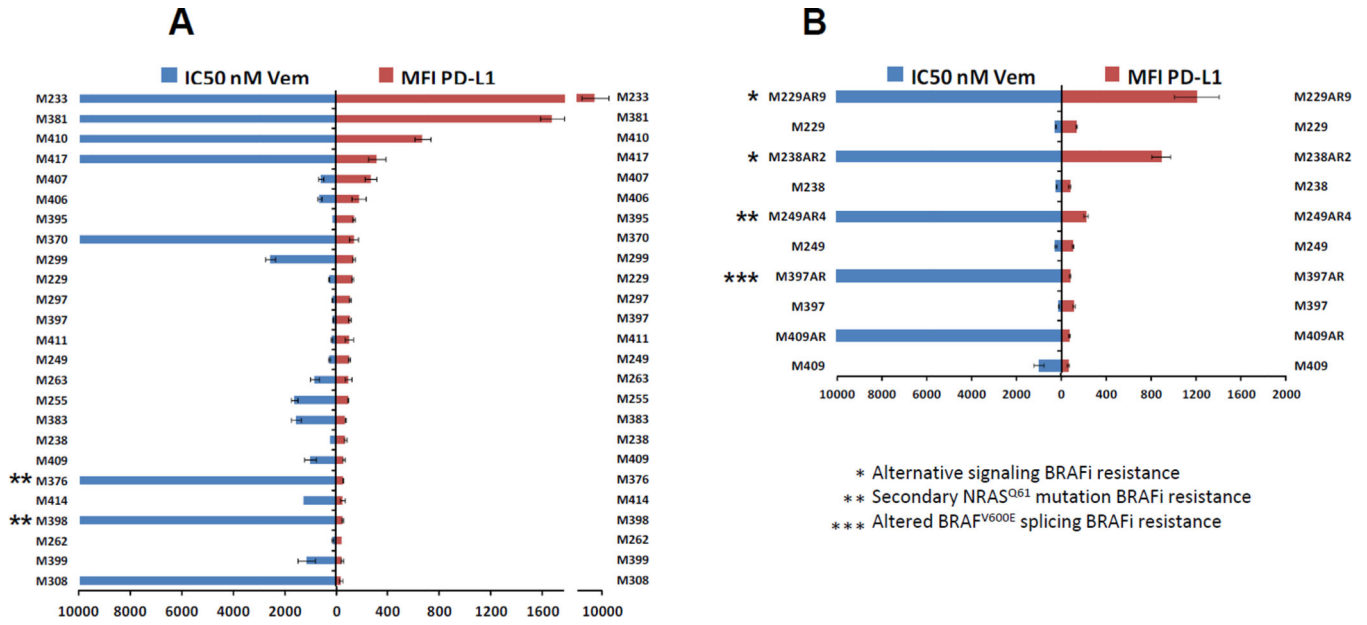 A
B
IC50 nM Vem MFI PD-L1
M233 M233
M381 M381
M410 M410
M417 M417
M407 M407
M406 M406
M395 M395
M370 M370
M299 M299
M229 M229
M297 M297
M397 M397
M411 M411
M249 M249
M263 M263
M255 M255
M383 M383
M238 M238
M409 M409
** M376 M376
M414 M414
** M398 M398
M262 M262
M399 M399
M308 M308
10000 8000 6000 4000 2000 0 400 800 1200 1600 10000
IC50 nM Vem MFI PD-L1
* M229AR9 M229AR9
M229 M229
* M238AR2 M238AR2
M238 M238
** M249AR4 M249AR4
M249 M249
*** M397AR M397AR
M397 M397
M409AR M409AR
M409 M409
10000 8000 6000 4000 2000 0 400 800 1200 1600 2000
* Alternative signaling BRAFi resistance
** Secondary NRAS^Q61 mutation BRAFi resistance
*** Altered BRAF^V600E splicing BRAFi resistance